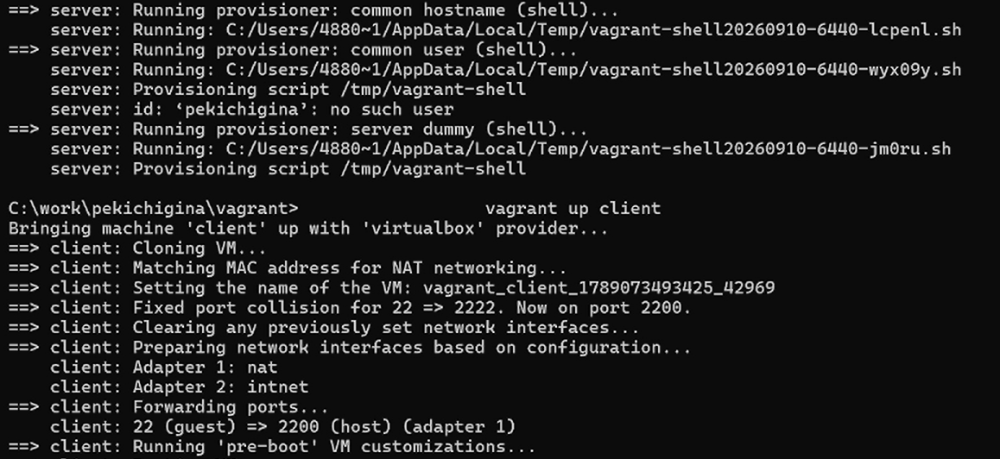 ==> server: Running provisioner: common hostname (shell)...
    server: Running: C:/Users/4880~1/AppData/Local/Temp/vagrant-shell20260910-6440-lcpenl.sh
==> server: Running provisioner: common user (shell)...
    server: Running: C:/Users/4880~1/AppData/Local/Temp/vagrant-shell20260910-6440-wyx09y.sh
    server: Provisioning script /tmp/vagrant-shell
    server: id: ‘pekichigina’: no such user
==> server: Running provisioner: server dummy (shell)...
    server: Running: C:/Users/4880~1/AppData/Local/Temp/vagrant-shell20260910-6440-jm0ru.sh
    server: Provisioning script /tmp/vagrant-shell
C:\work\pekichigina\vagrant>                  vagrant up client
Bringing machine 'client' up with 'virtualbox' provider...
==> client: Cloning VM...
==> client: Matching MAC address for NAT networking...
==> client: Setting the name of the VM: vagrant_client_1789073493425_42969
==> client: Fixed port collision for 22 => 2222. Now on port 2200.
==> client: Clearing any previously set network interfaces...
==> client: Preparing network interfaces based on configuration...
    client: Adapter 1: nat
    client: Adapter 2: intnet
==> client: Forwarding ports...
    client: 22 (guest) => 2200 (host) (adapter 1)
==> client: Running 'pre-boot' VM customizations...